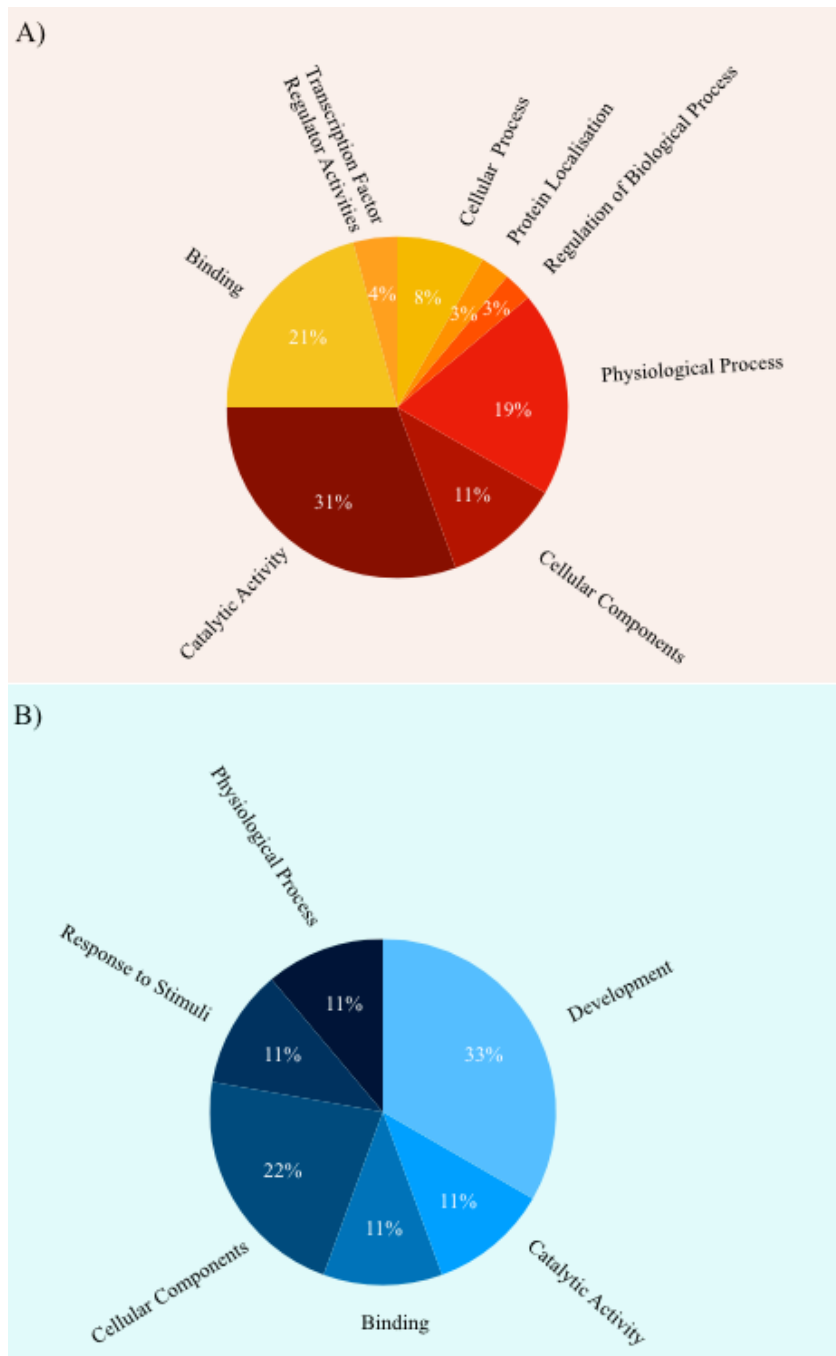 A)
Transcription Factor
Regulator Activities
Cellular Process
Protein Localisation
Regulation of Biological Process
Binding
Physiological Process
4%
8%
3%
3%
21%
19%
31%
11%
Catalytic Activity
Cellular Components
B)
Physiological Process
Response to Stimuli
Development
11%
33%
11%
22%
11%
11%
Cellular Components
Binding
Catalytic Activity